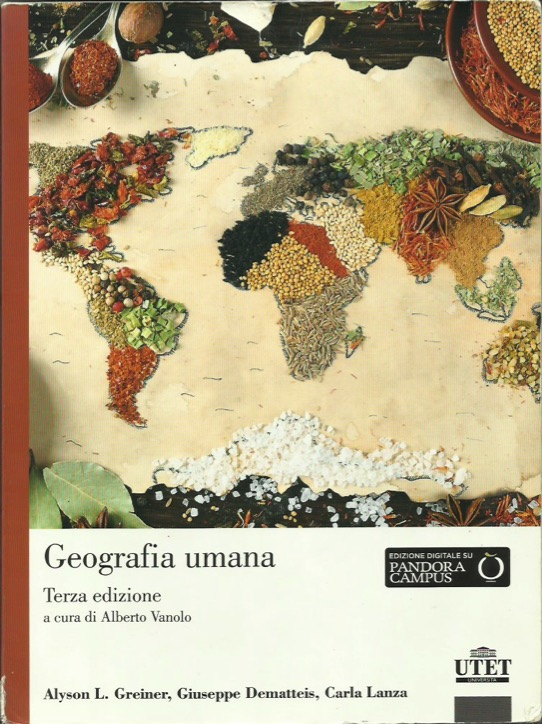 Geografia umana
Terza edizione
a cura di Alberto Vanolo
EDIZIONE DIGITALE SU
PANDORA
CAMPUS
UTET
UNIVERSITÀ
Alyson L. Greiner, Giuseppe Dematteis, Carla Lanza